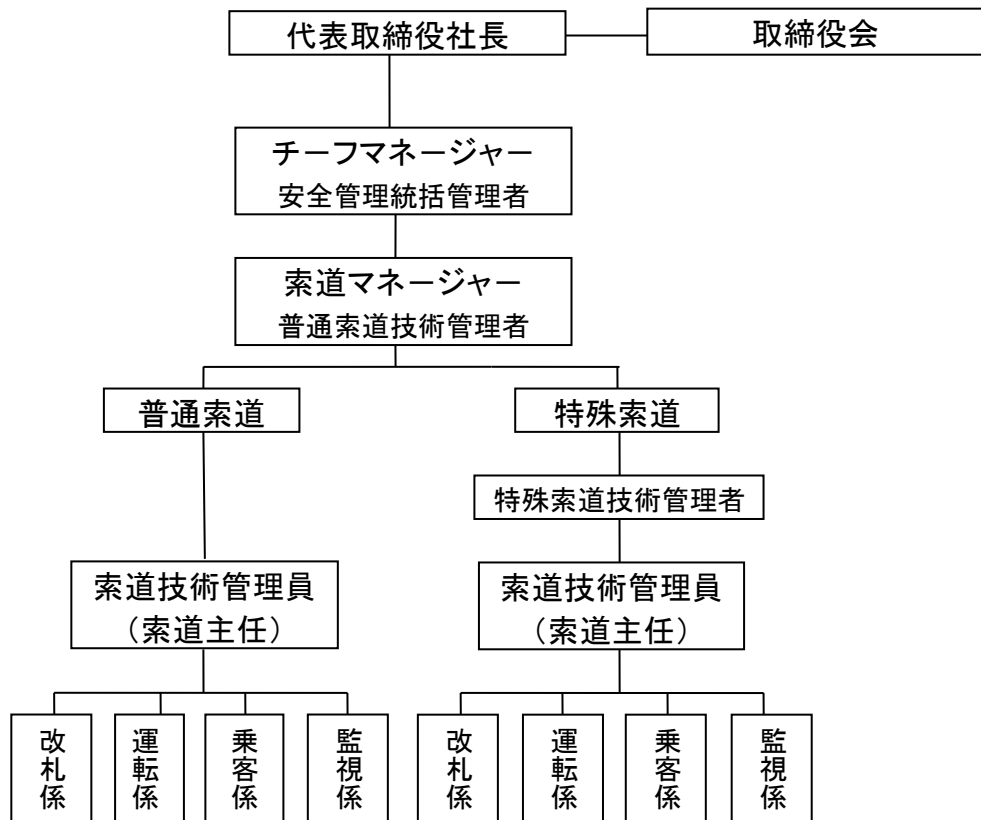 代表取締役社長
取締役会
チーフマネージャー
安全管理統括管理者
索道マネージャー
普通索道技術管理者
普通索道
特殊索道
特殊索道技術管理者
索道技術管理員
（索道主任）
索道技術管理員
（索道主任）
改札係
運転係
乗客係
監視係
改札係
運転係
乗客係
監視係